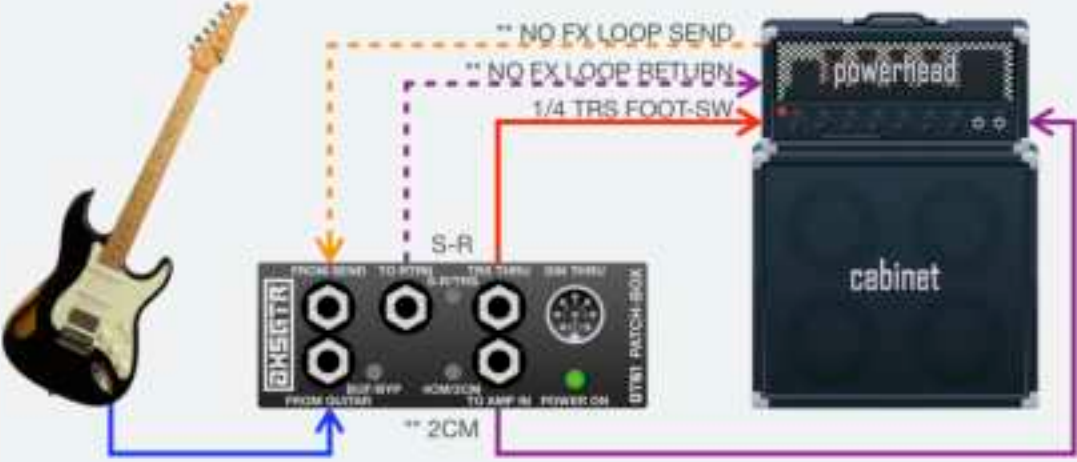 ** NO FX LOOP SEND
** NO FX LOOP RETURN
1/4 TRS FOOT-SW
powerhead
S-R
FROM SEND
TO RTRN
S-R/TRS
TRS THRU
DIN THRU
cabinet
BUF/BYP
4CM/2CM
FROM GUITAR
TO AMP IN
POWER ON
PATCH-BOX
** 2CM